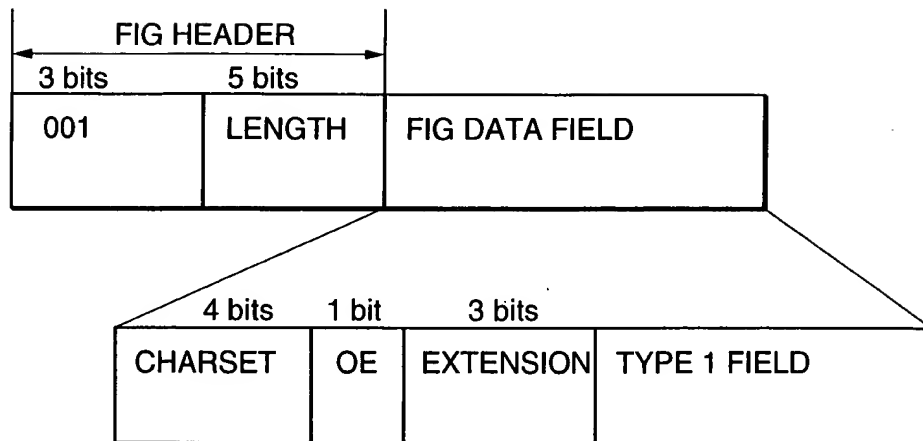 FIG HEADER
3 bits 5 bits
001 LENGTH FIG DATA FIELD
4 bits 1 bit 3 bits
CHARSET OE EXTENSION TYPE 1 FIELD